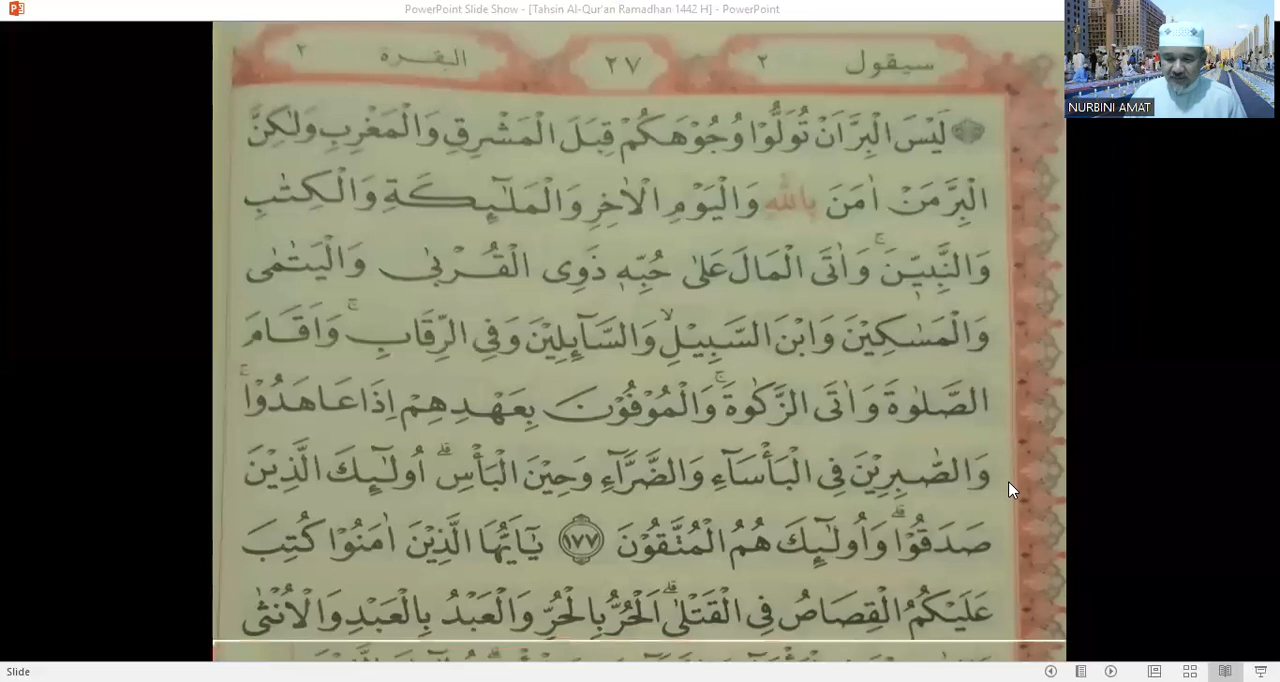 PowerPoint Slide Show - [Tahsin Al-Qur'an Ramadhan 1442 H] - PowerPoint
NURBINI AMAT
سيقول ٢ ٢٧ البقرة ٢
لَيْسَ الْبِرَّ اَنْ تُوَلُّوْا وُجُوْهَكُمْ قِبَلَ الْمَشْرِقِ وَالْمَغْرِبِ وَلٰكِنَّ
الْبِرَّ مَنْ اٰمَنَ بِاللّٰهِ وَالْيَوْمِ الْاٰخِرِ وَالْمَلٰۤىِٕكَةِ وَالْكِتٰبِ
وَالنَّبِيّٖنَ ۚ وَاٰتَى الْمَالَ عَلٰى حُبِّهٖ ذَوِى الْقُرْبٰى وَالْيَتٰمٰى
وَالْمَسٰكِيْنَ وَابْنَ السَّبِيْلِۙ وَالسَّاۤىِٕلِيْنَ وَفِى الرِّقَابِۚ وَاَقَامَ
الصَّلٰوةَ وَاٰتَى الزَّكٰوةَ ۚ وَالْمُوْفُوْنَ بِعَهْدِهِمْ اِذَا عَاهَدُوْاۚ
وَالصّٰبِرِيْنَ فِى الْبَأْسَاۤءِ وَالضَّرَّاۤءِ وَحِيْنَ الْبَأْسِۗ اُولٰۤىِٕكَ الَّذِيْنَ
صَدَقُوْاۗ وَاُولٰۤىِٕكَ هُمُ الْمُتَّقُوْنَ ١٧٧ يٰٓاَيُّهَا الَّذِيْنَ اٰمَنُوْا كُتِبَ
عَلَيْكُمُ الْقِصَاصُ فِى الْقَتْلٰىۗ اَلْحُرُّ بِالْحُرِّ وَالْعَبْدُ بِالْعَبْدِ وَالْاُنْثٰى
Slide